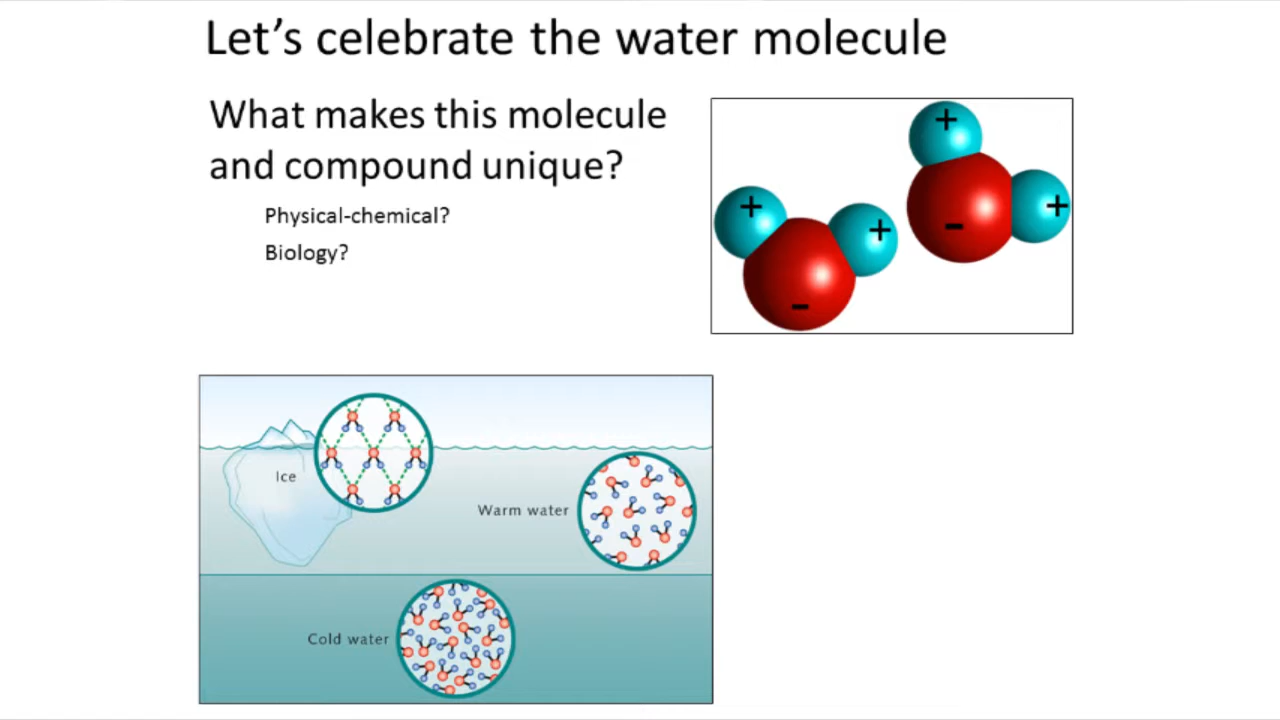 Let's celebrate the water molecule
What makes this molecule
and compound unique?
Physical-chemical?
Biology?
+
+
+
+
-
-
Ice
Warm water
Cold water